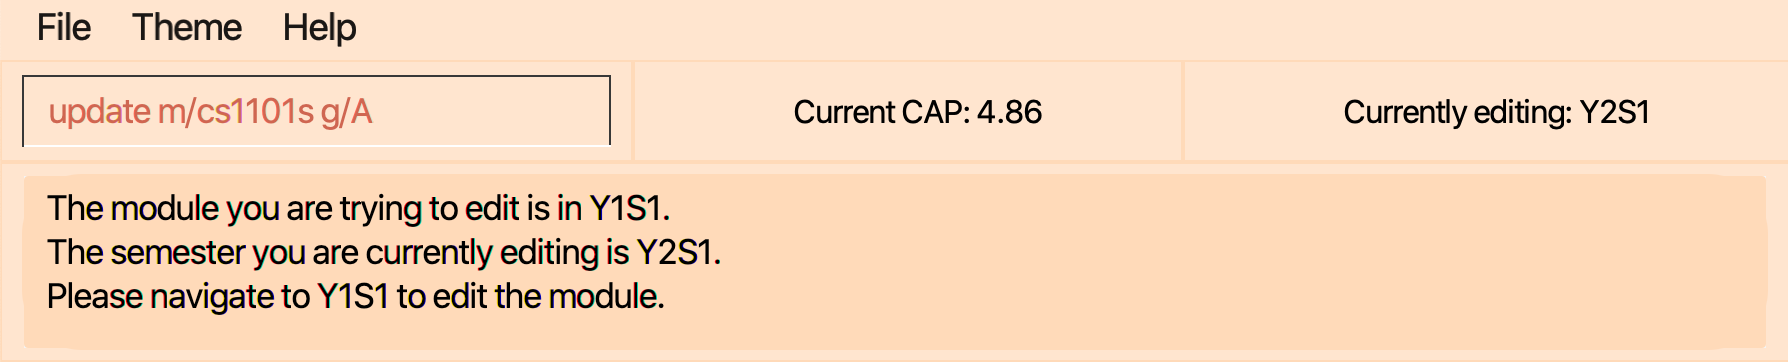 File Theme Help
update m/cs1101s g/A
Current CAP: 4.86
Currently editing: Y2S1
The module you are trying to edit is in Y1S1.
The semester you are currently editing is Y2S1.
Please navigate to Y1S1 to edit the module.